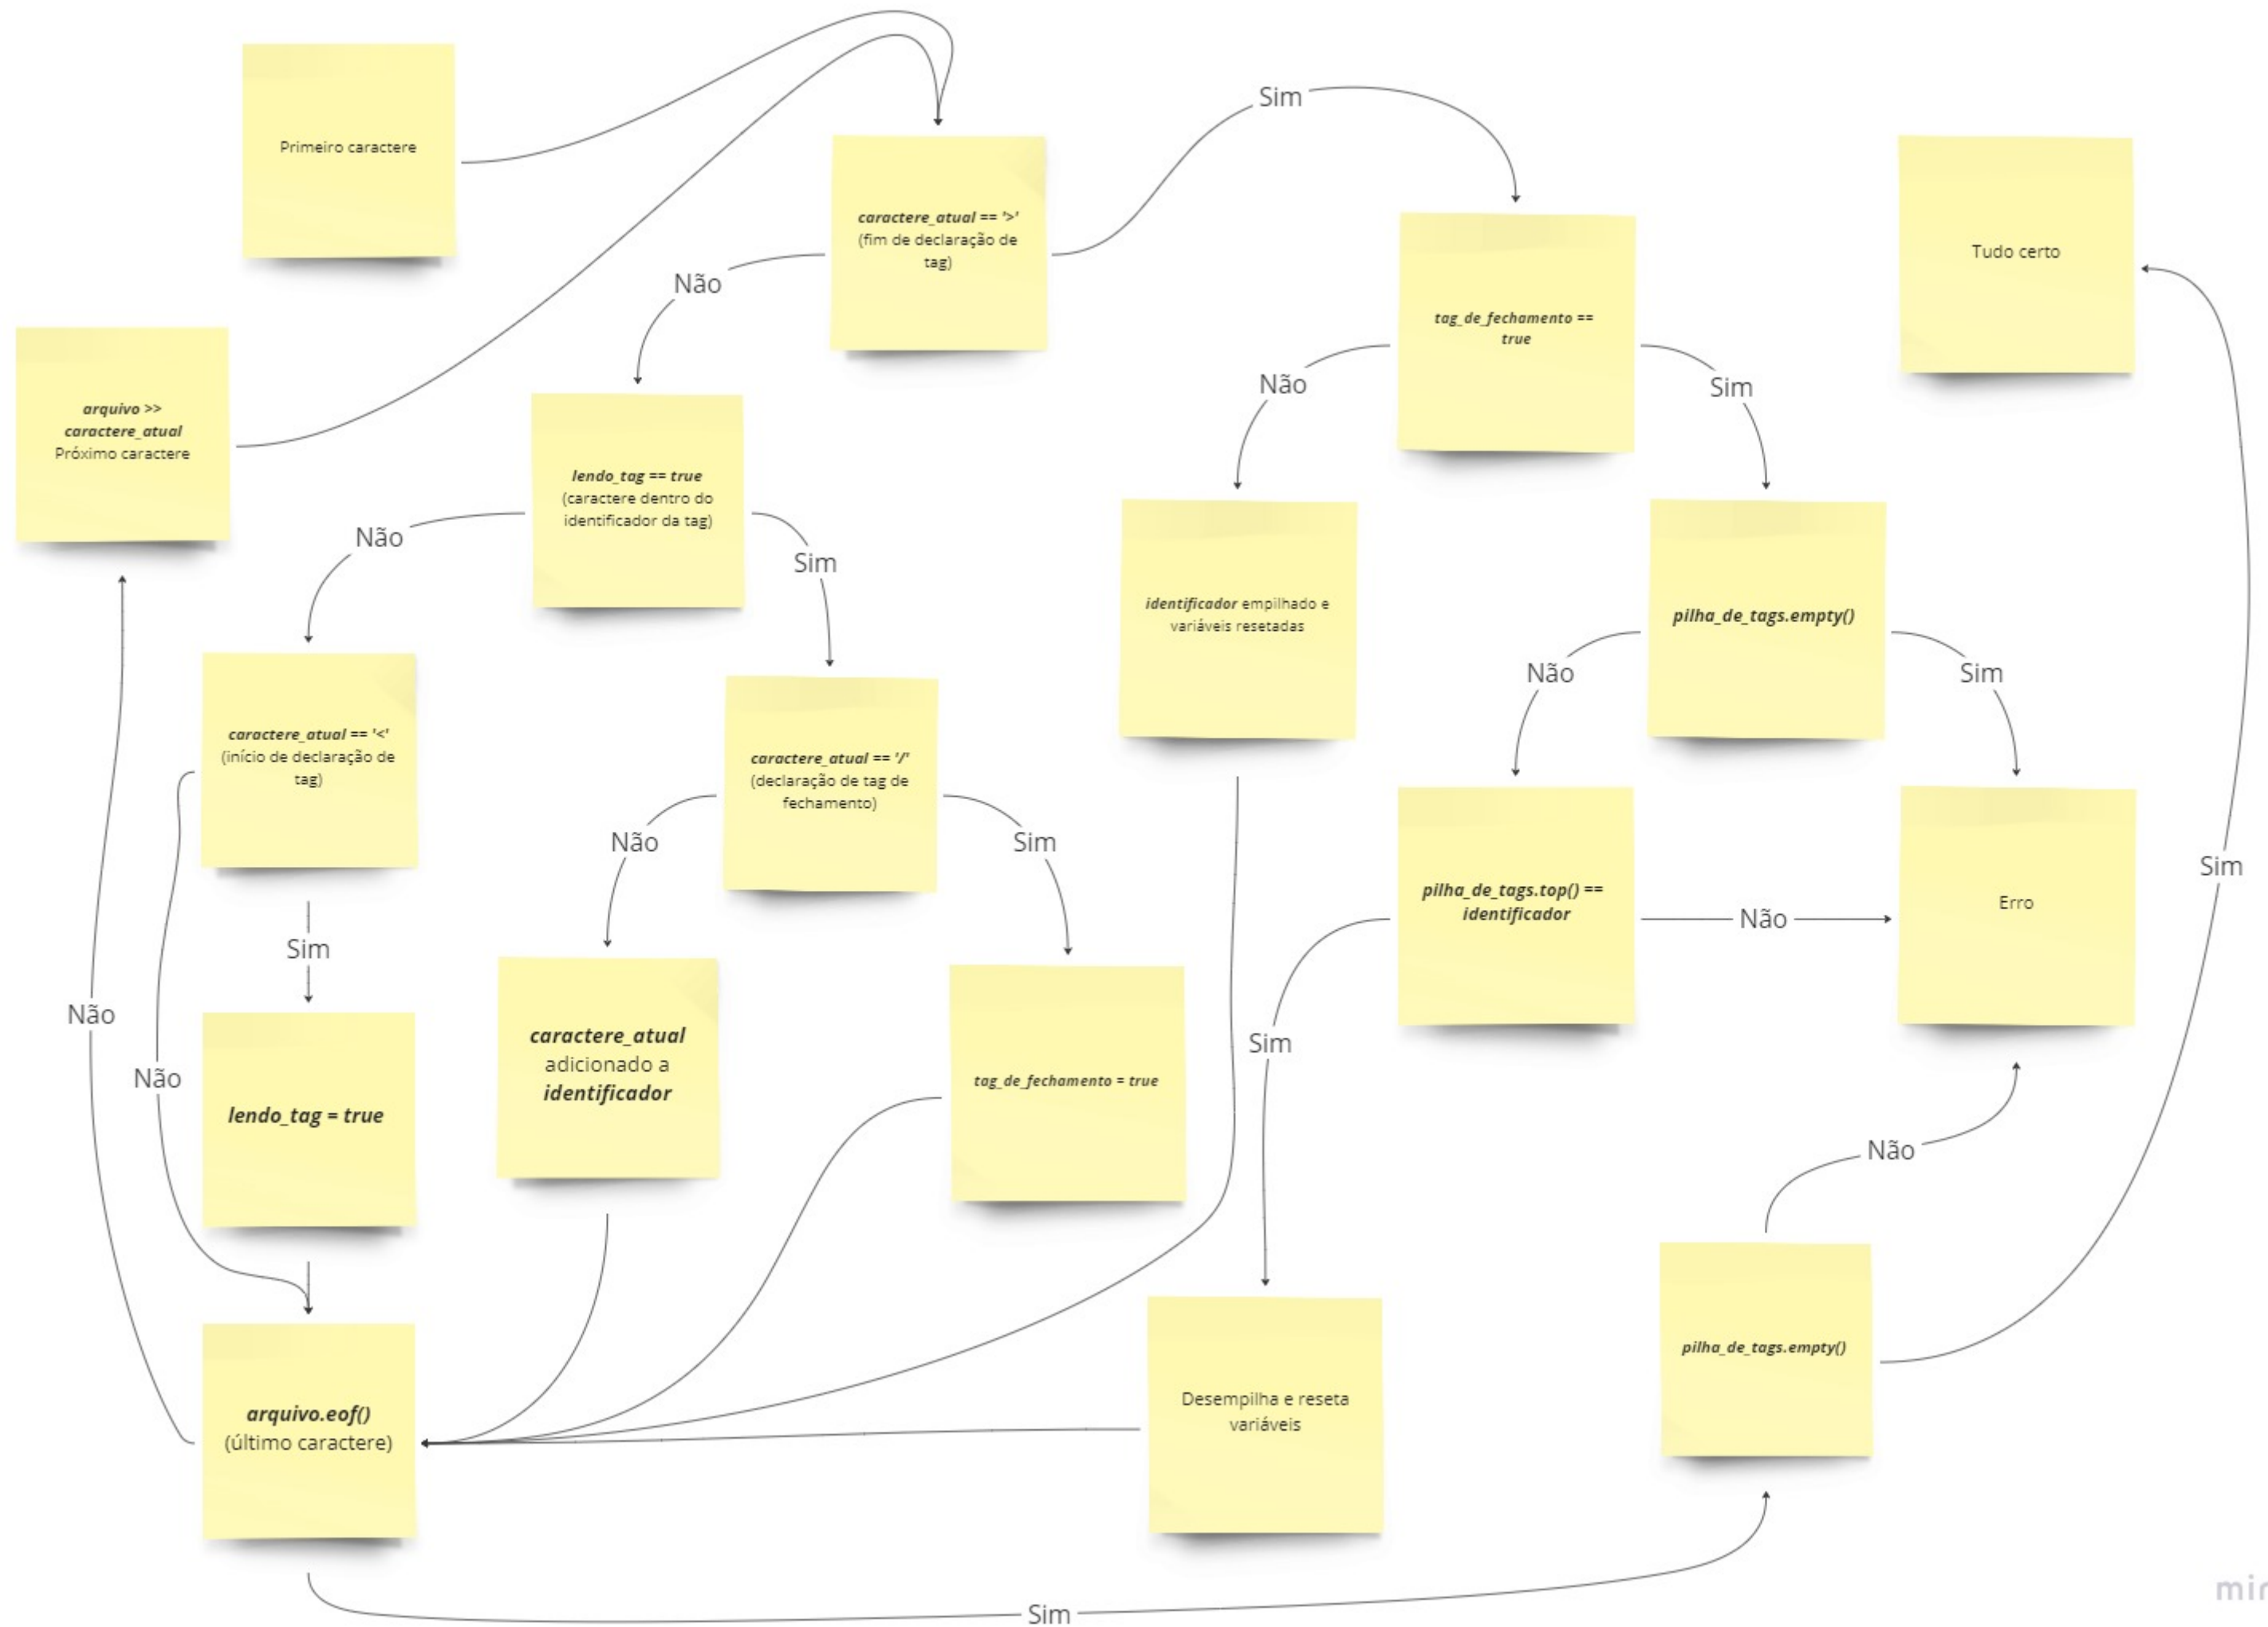 Sim
Primeiro caractere
caractere_atual == '>'
(fim de declaração de
tag)
Tudo certo
Não
tag_de_fechamento ==
true
arquivo >>
caractere_atual
Próximo caractere
Não
Sim
lendo_tag == true
(caractere dentro do
identificador da tag)
Não
Sim
identificador empilhado e
variáveis resetadas
pilha_de_tags.empty()
Não
Sim
caractere_atual == '<'
(início de declaração de
tag)
caractere_atual == '/'
(declaração de tag de
fechamento)
Não
Sim
Sim
pilha_de_tags.top() ==
identificador
Não
Erro
Sim
Não
Não
Sim
caractere_atual
adicionado a
identificador
tag_de_fechamento = true
lendo_tag = true
Não
pilha_de_tags.empty()
arquivo.eof()
(último caractere)
Desempilha e reseta
variáveis
Sim